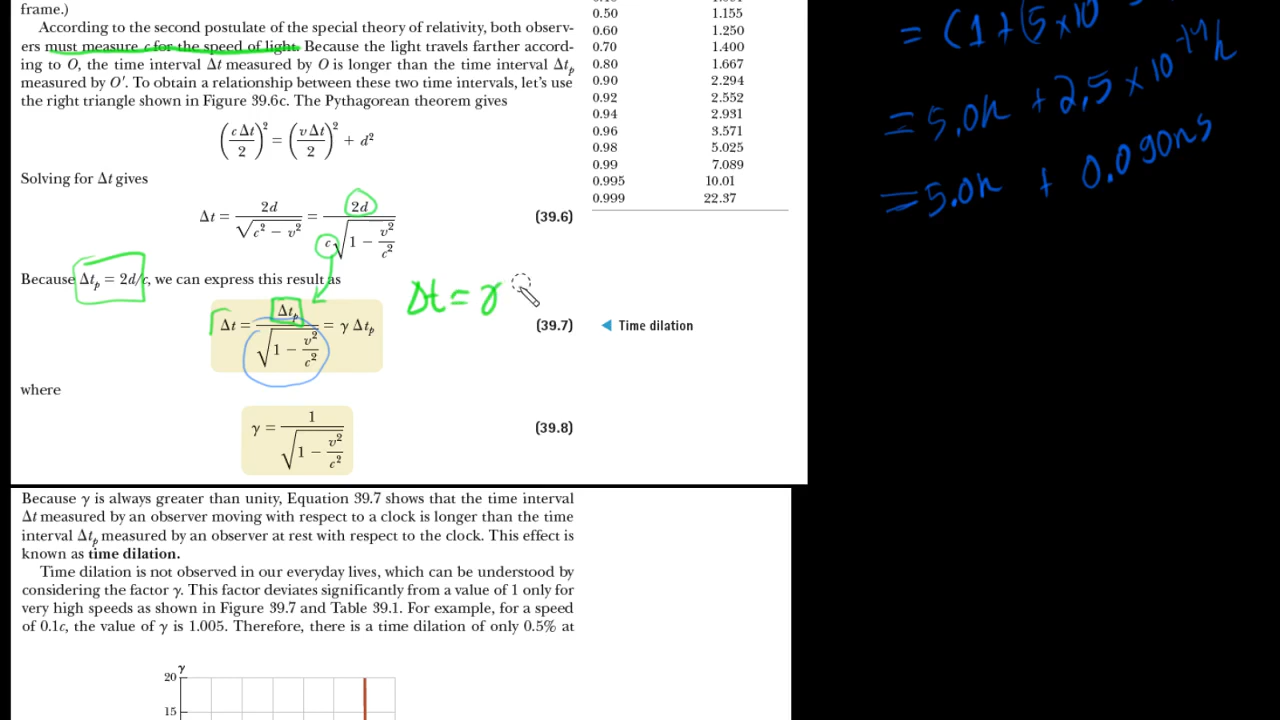 frame.)
According to the second postulate of the special theory of relativity, both observ-
ers must measure c for the speed of light. Because the light travels farther accord-
ing to O, the time interval Δt measured by O is longer than the time interval Δtₚ
measured by O′. To obtain a relationship between these two time intervals, let's use
the right triangle shown in Figure 39.6c. The Pythagorean theorem gives
(c Δt/2)² = (v Δt/2)² + d²
Solving for Δt gives
Δt = 2d/√(c² − v²) = 2d/(c√(1 − v²/c²)) (39.6)
Because Δtₚ = 2d/c, we can express this result as
Δt = Δtₚ/√(1 − v²/c²) = γ Δtₚ (39.7) ◀ Time dilation
Δt = γ
where
γ = 1/√(1 − v²/c²) (39.8)
Because γ is always greater than unity, Equation 39.7 shows that the time interval
Δt measured by an observer moving with respect to a clock is longer than the time
interval Δtₚ measured by an observer at rest with respect to the clock. This effect is
known as time dilation.
Time dilation is not observed in our everyday lives, which can be understood by
considering the factor γ. This factor deviates significantly from a value of 1 only for
very high speeds as shown in Figure 39.7 and Table 39.1. For example, for a speed
of 0.1c, the value of γ is 1.005. Therefore, there is a time dilation of only 0.5% at
γ
20
15
0.50 1.155
0.60 1.250
0.70 1.400
0.80 1.667
0.90 2.294
0.92 2.552
0.94 2.931
0.96 3.571
0.98 5.025
0.99 7.089
0.995 10.01
0.999 22.37
= (1 + (5 × 10
= 5.0h + 2,5 × 10⁻¹⁴h
= 5.0h + 0.090ns